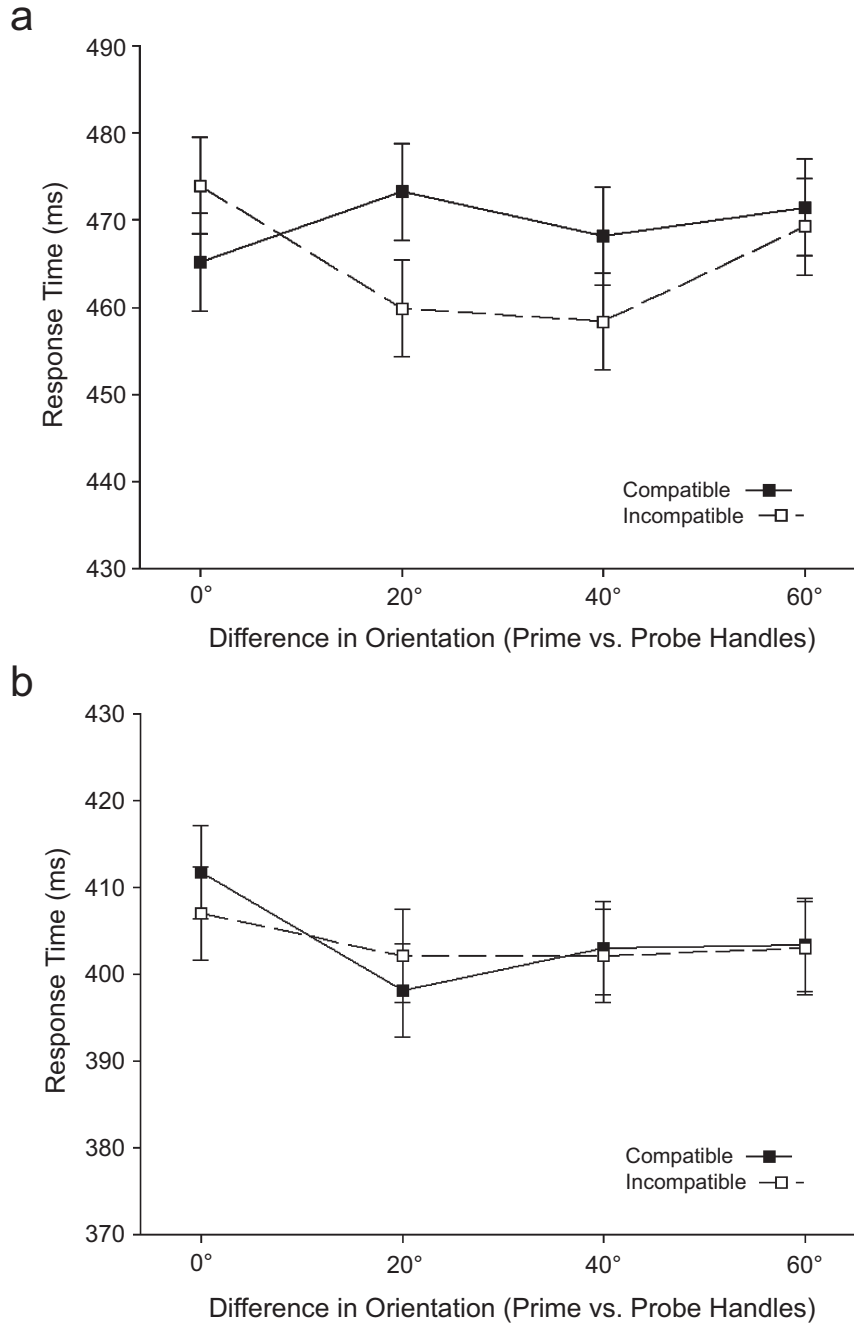 a
490
480
470
460
450
440
430
Response Time (ms)
Compatible
Incompatible
0° 20° 40° 60°
Difference in Orientation (Prime vs. Probe Handles)
b
430
420
410
400
390
380
370
Response Time (ms)
Compatible
Incompatible
0° 20° 40° 60°
Difference in Orientation (Prime vs. Probe Handles)